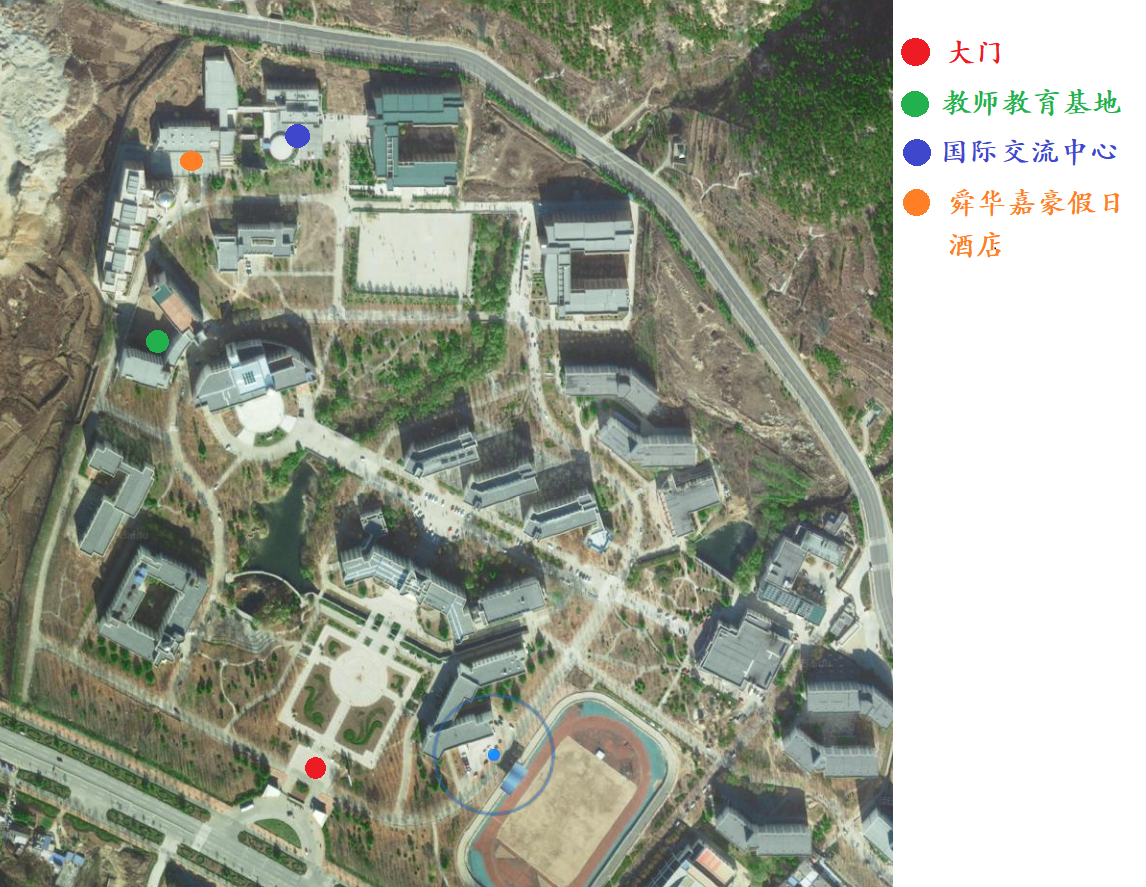 大门
教师教育基地
国际交流中心
舜华嘉豪假日
酒店